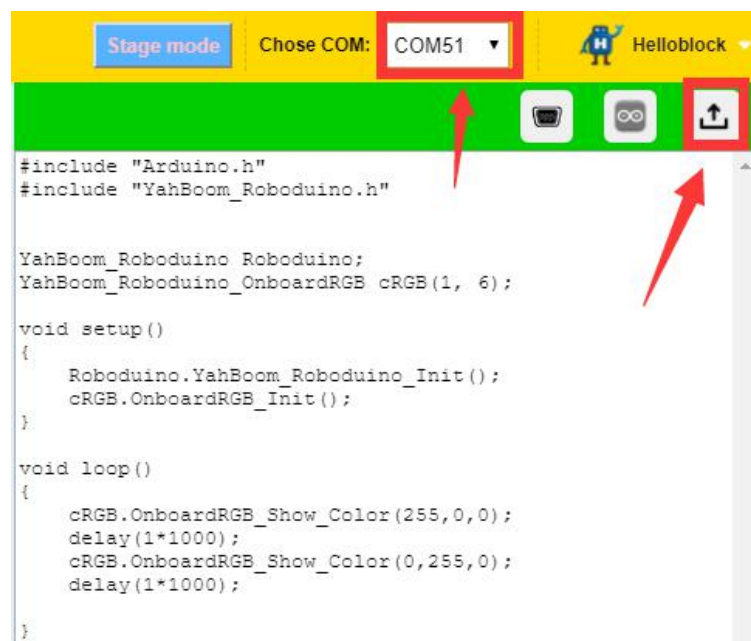 Stage mode Chose COM: COM51 Helloblock
#include "Arduino.h"
#include "YahBoom_Roboduino.h"
YahBoom_Roboduino Roboduino;
YahBoom_Roboduino_OnboardRGB cRGB(1, 6);
void setup()
{
    Roboduino.YahBoom_Roboduino_Init();
    cRGB.OnboardRGB_Init();
}
void loop()
{
    cRGB.OnboardRGB_Show_Color(255,0,0);
    delay(1*1000);
    cRGB.OnboardRGB_Show_Color(0,255,0);
    delay(1*1000);
}